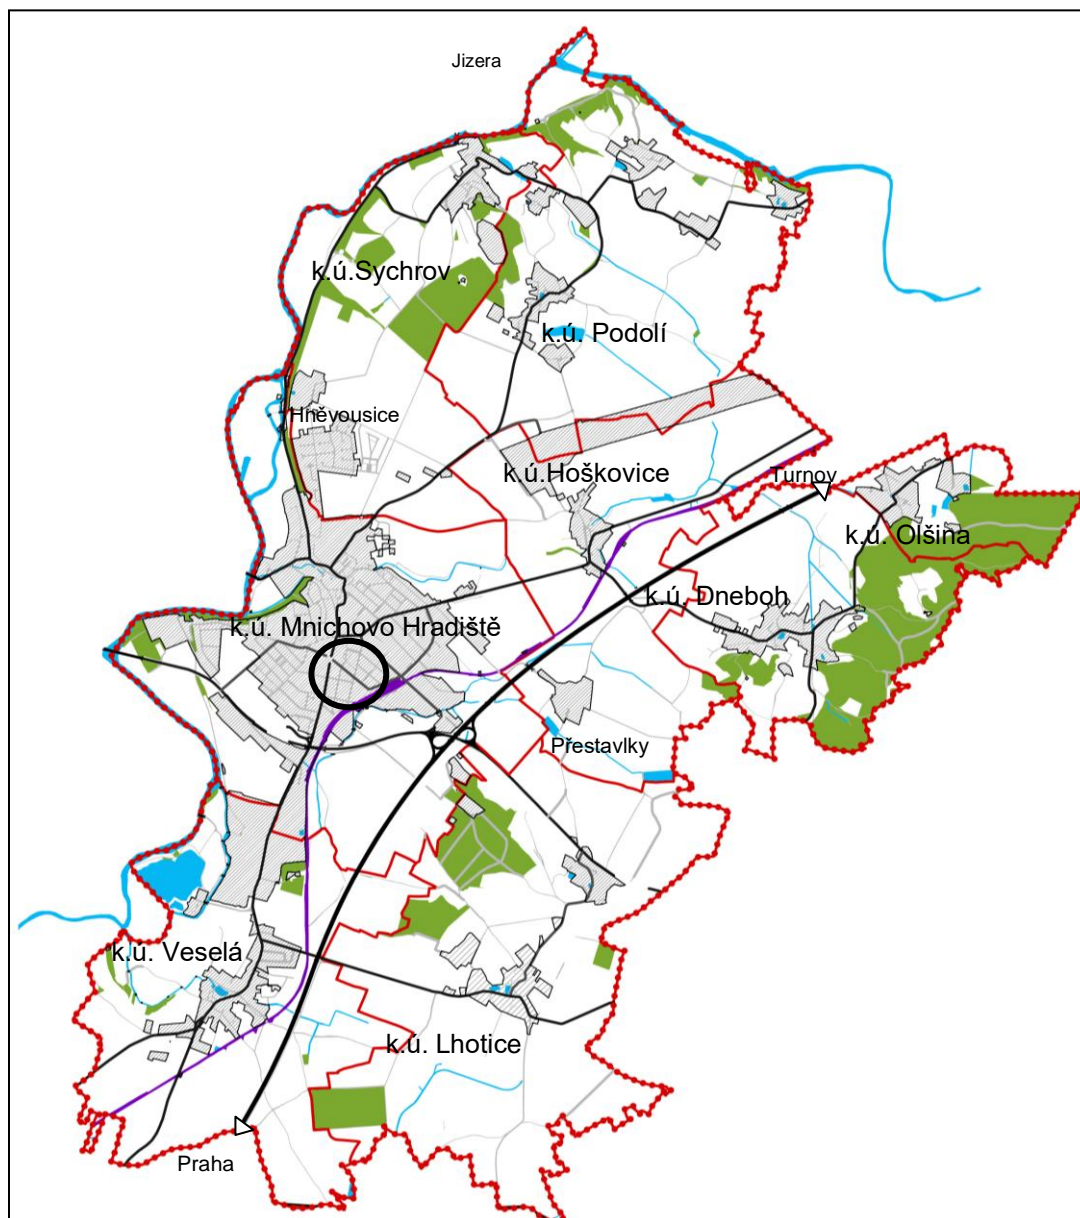 Jizera
k.ú.Sychrov
k.ú. Podolí
Hněvousice
k.ú.Hoškovice
Turnov
k.ú. Olšina
k.ú. Dneboh
k.ú. Mnichovo Hradiště
Přestavlky
k.ú. Veselá
k.ú. Lhotice
Praha